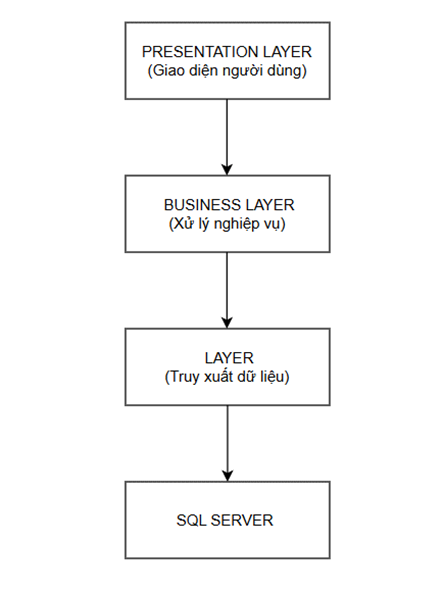 PRESENTATION LAYER
(Giao diện người dùng)
BUSINESS LAYER
(Xử lý nghiệp vụ)
LAYER
(Truy xuất dữ liệu)
SQL SERVER